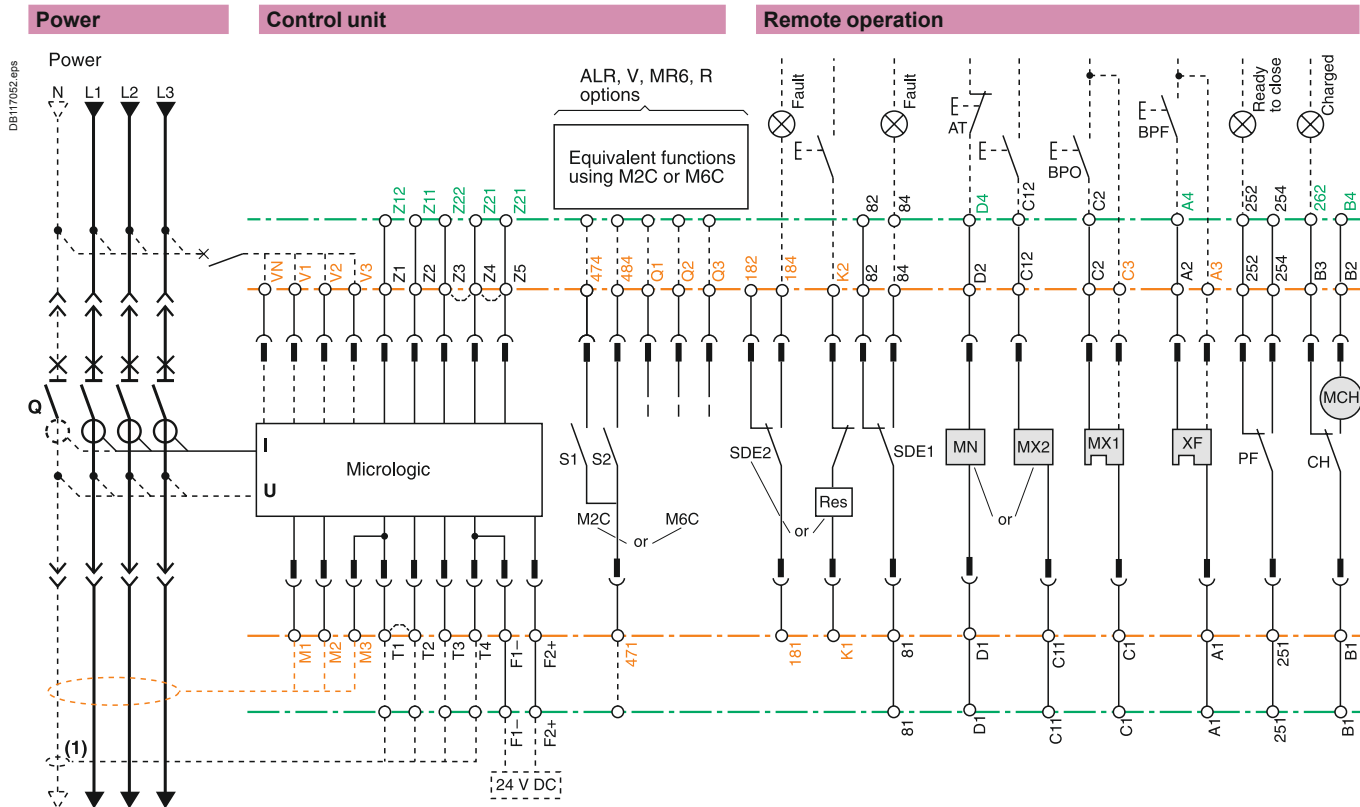 Power
Control unit
Remote operation
DB117052.eps
Power
N L1 L2 L3
ALR, V, MR6, R
options
Equivalent functions
using M2C or M6C
Fault
Fault
AT
BPO
BPF
Ready
to close
Charged
Z12 Z11 Z22 Z21 Z21
82 84 D4 C12 C2 A4 252 254 262 B4
VN V1 V2 V3 Z1 Z2 Z3 Z4 Z5 474 484 Q1 Q2 Q3 182 184 K2 82 84 D2 C12 C2 C3 A2 A3 252 254 B3 B2
MCH
Q
I
Micrologic
U
S1 S2
SDE2
SDE1
MN
MX2
MX1
XF
PF
CH
Res
M2C or M6C
or
or
M1 M2 M3 T1 T2 T3 T4 F1– F2+ 471 181 K1 81 D1 C11 C1 A1 251 B1
F1– F2+ 81 D1 C11 C1 A1 251 B1
(1)
24 V DC